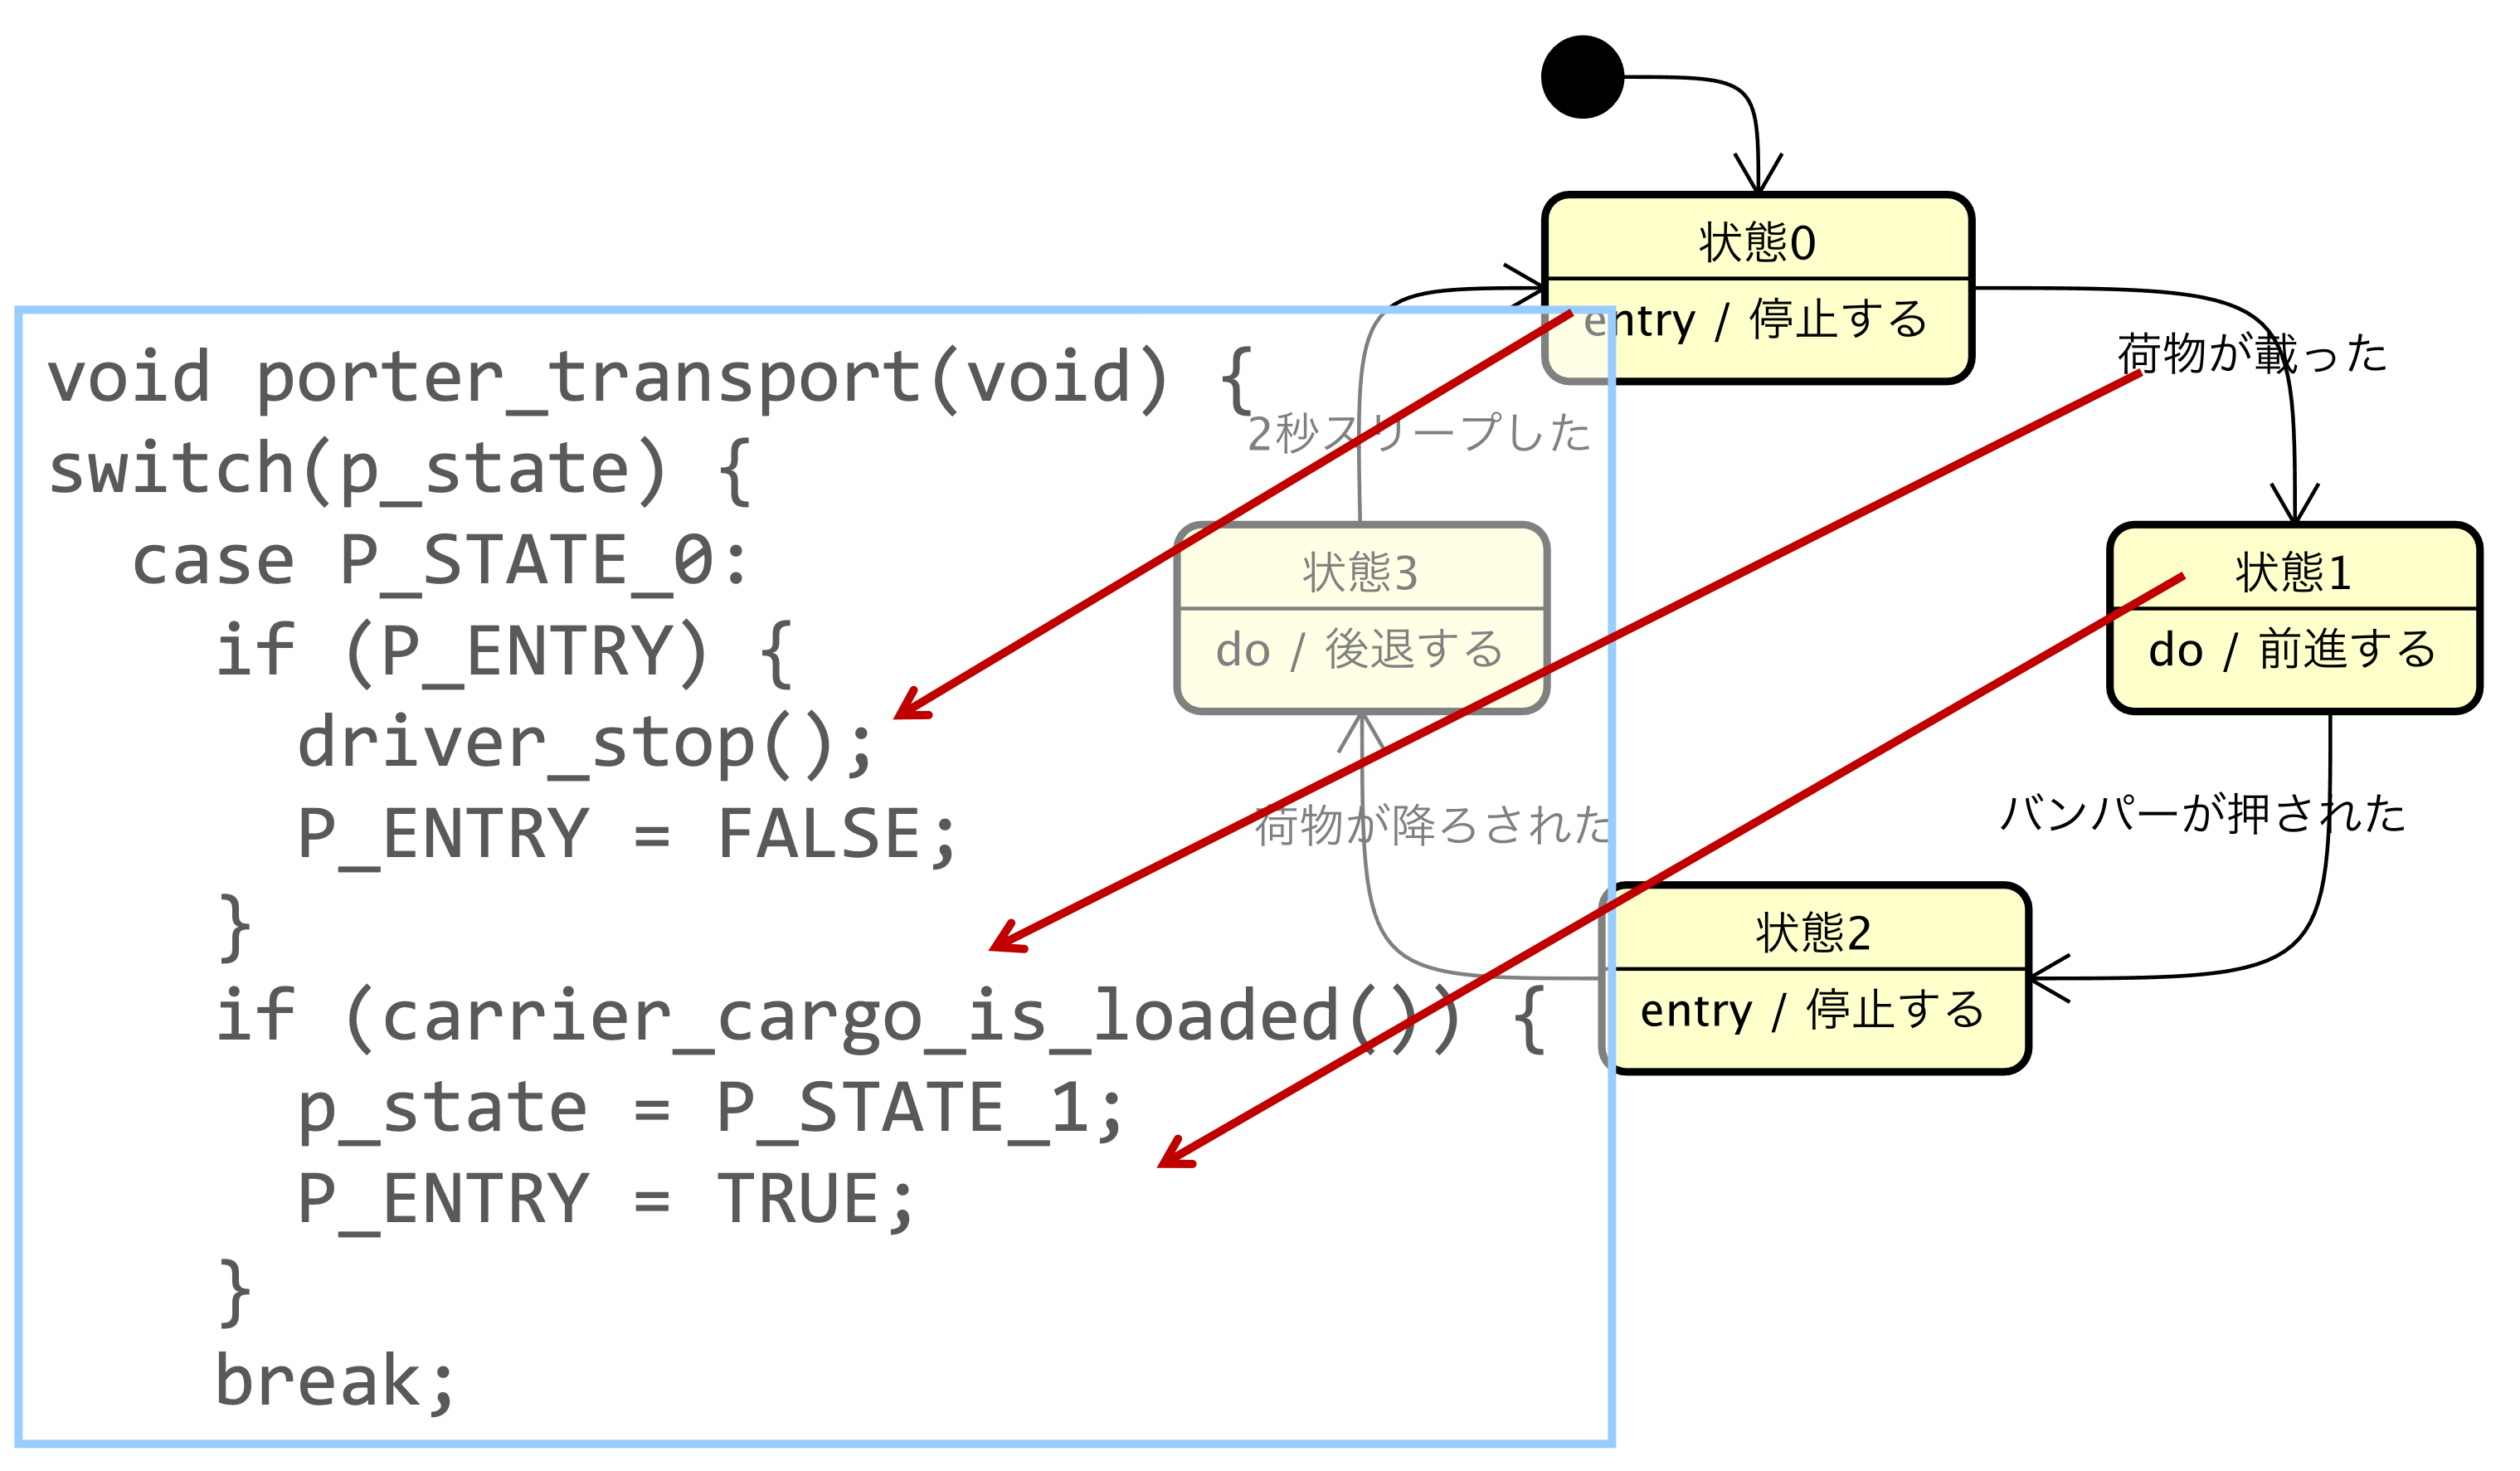 状態0
entry / 停止する
荷物が載った
void porter_transport(void) {
switch(p_state) {
  case P_STATE_0:
    if (P_ENTRY) {
      driver_stop();
      P_ENTRY = FALSE;
    }
    if (carrier_cargo_is_loaded()) {
      p_state = P_STATE_1;
      P_ENTRY = TRUE;
    }
    break;
2秒スリープした
状態3
do / 後退する
状態1
do / 前進する
荷物が降ろされた
バンパーが押された
状態2
entry / 停止する